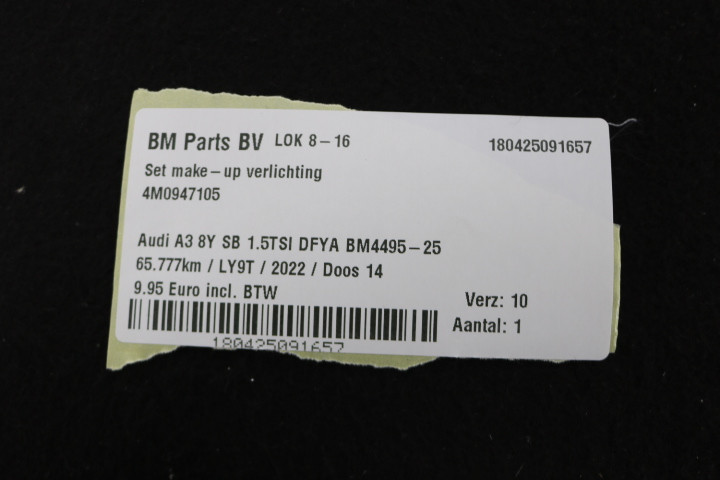 BM Parts BV LOK 8-16 180425091657
Set make-up verlichting
4M0947105
Audi A3 8Y SB 1.5TSI DFYA BM4495-25
65.777km / LY9T / 2022 / Doos 14
9.95 Euro incl. BTW
Verz: 10
Aantal: 1
180425091657